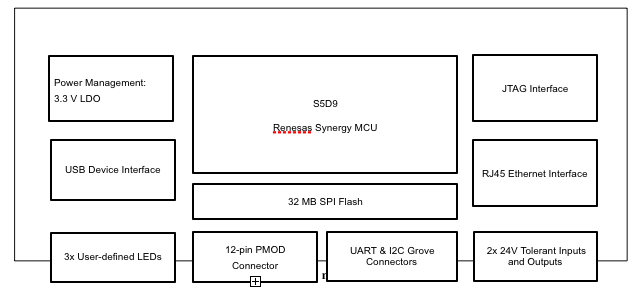 Power Management:
3.3 V LDO
S5D9
Renesas Synergy MCU
JTAG Interface
USB Device Interface
RJ45 Ethernet Interface
32 MB SPI Flash
3x User-defined LEDs
12-pin PMOD
Connector
UART & I2C Grove
Connectors
2x 24V Tolerant Inputs
and Outputs